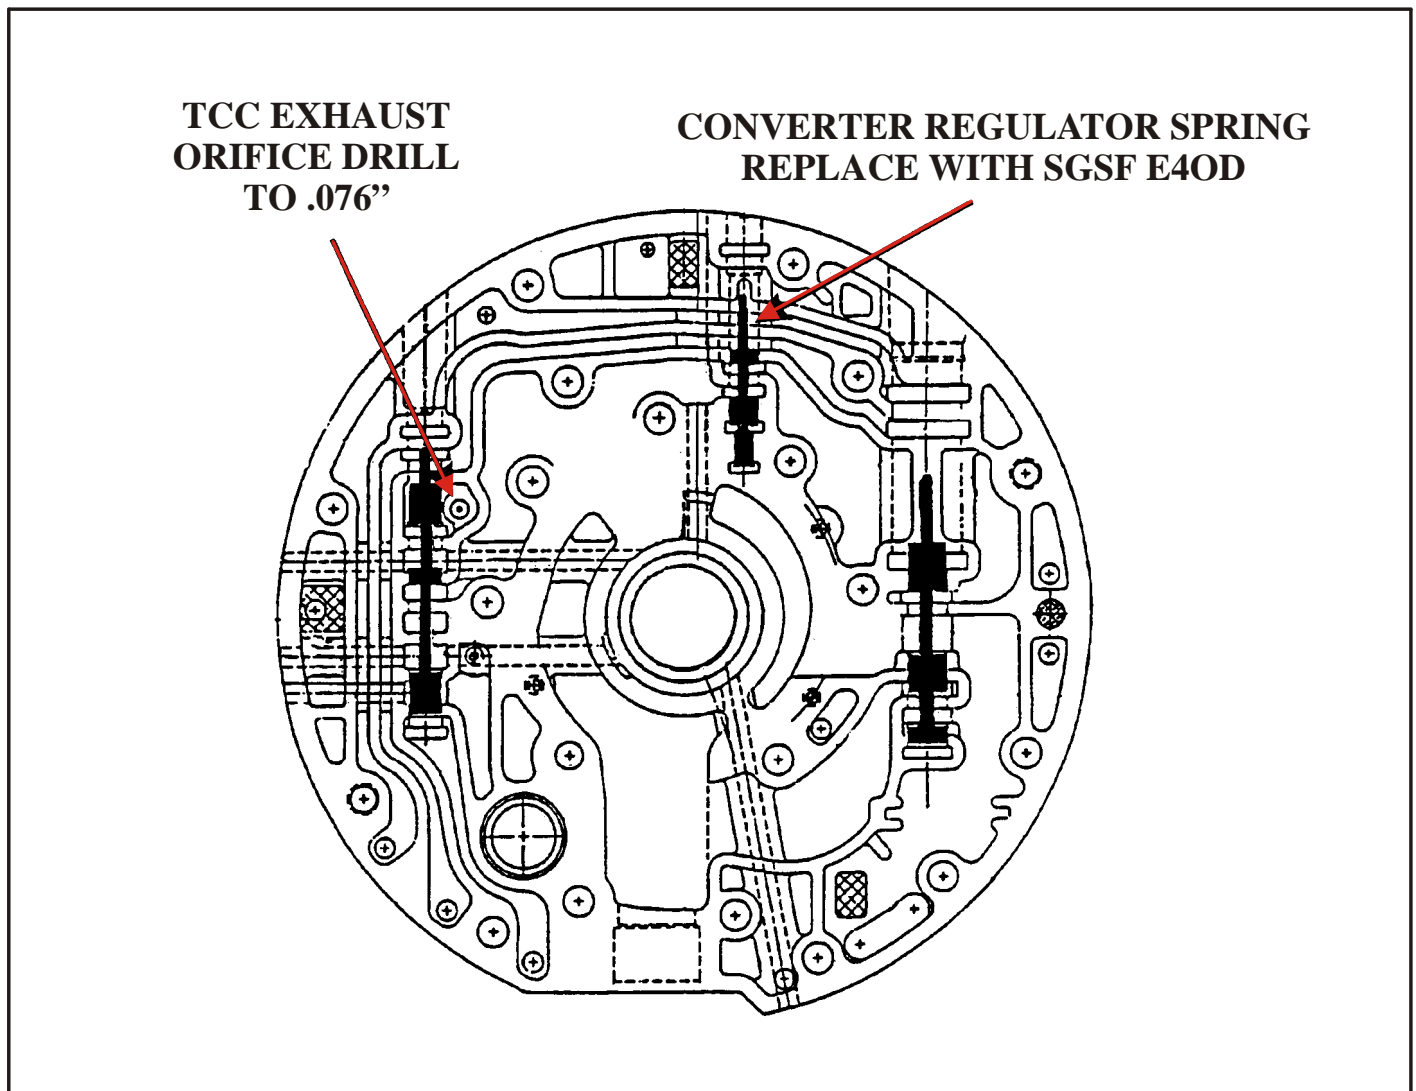 TCC EXHAUST
ORIFICE DRILL
TO .076”
CONVERTER REGULATOR SPRING
REPLACE WITH SGSF E4OD